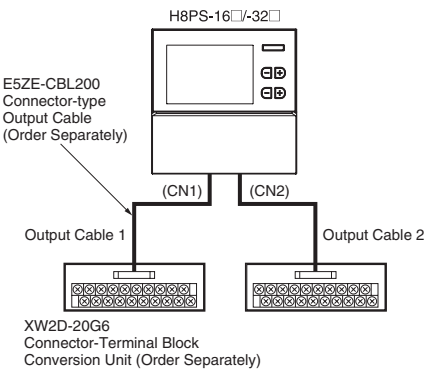 H8PS-16□/-32□
E5ZE-CBL200
Connector-type
Output Cable
(Order Separately)
(CN1)
(CN2)
Output Cable 1
Output Cable 2
XW2D-20G6
Connector-Terminal Block
Conversion Unit (Order Separately)